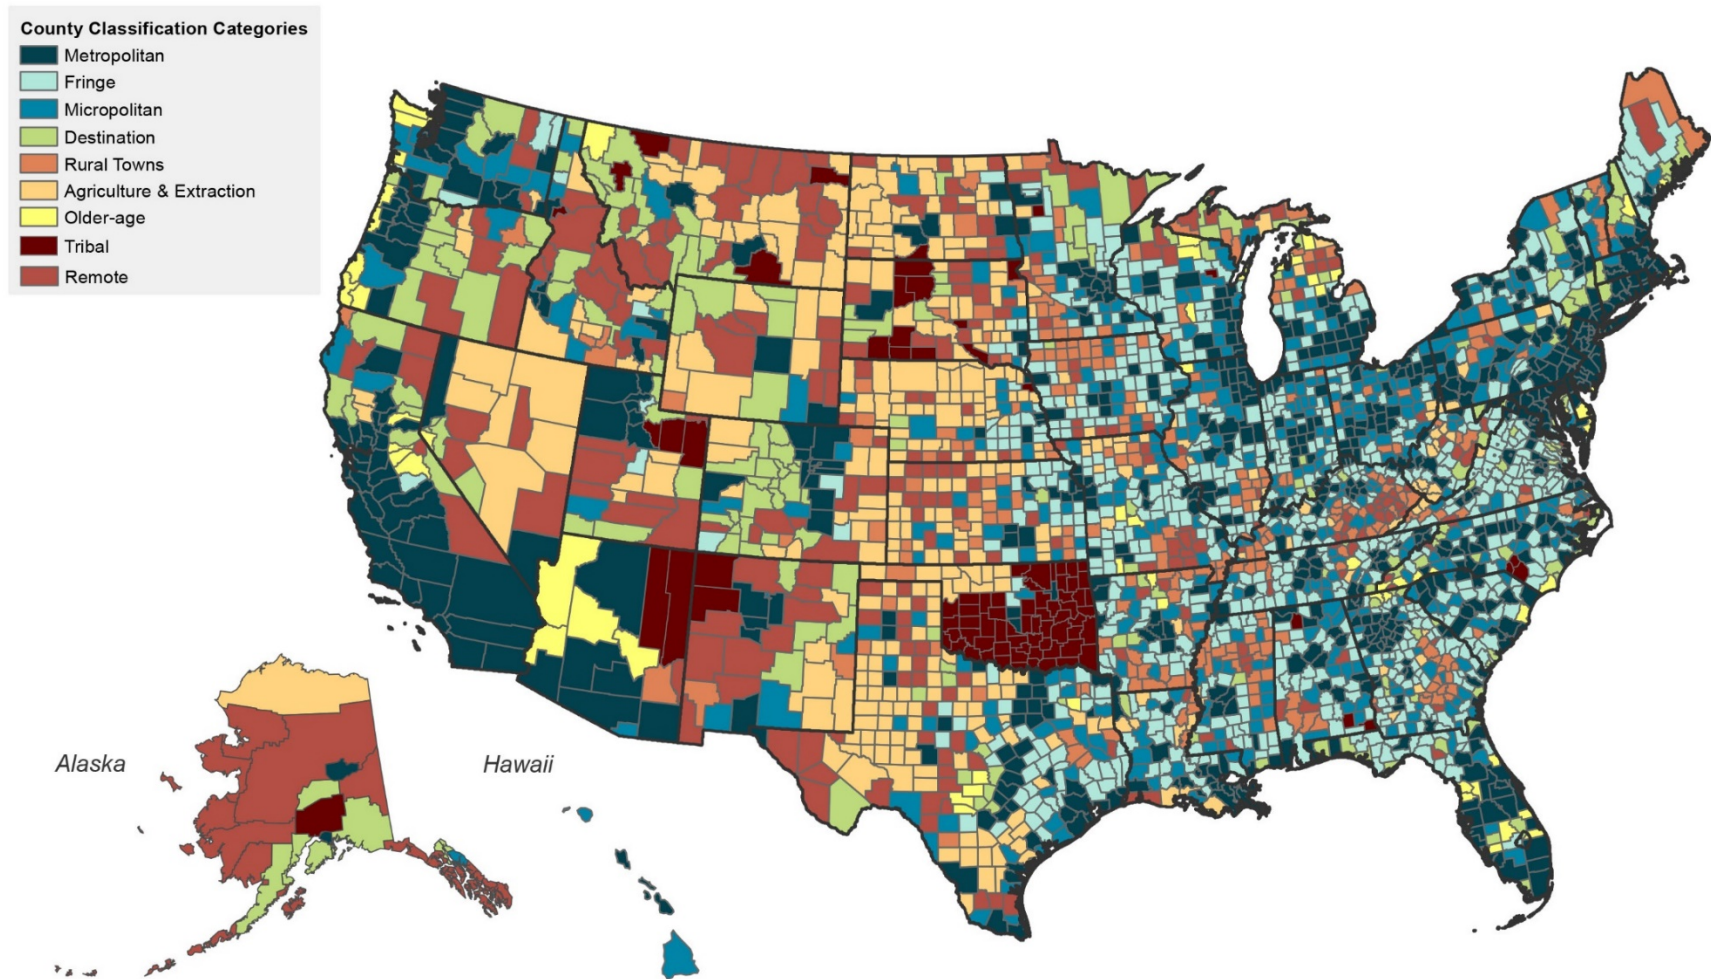 County Classification Categories
Metropolitan
Fringe
Micropolitan
Destination
Rural Towns
Agriculture & Extraction
Older-age
Tribal
Remote
Alaska
Hawaii